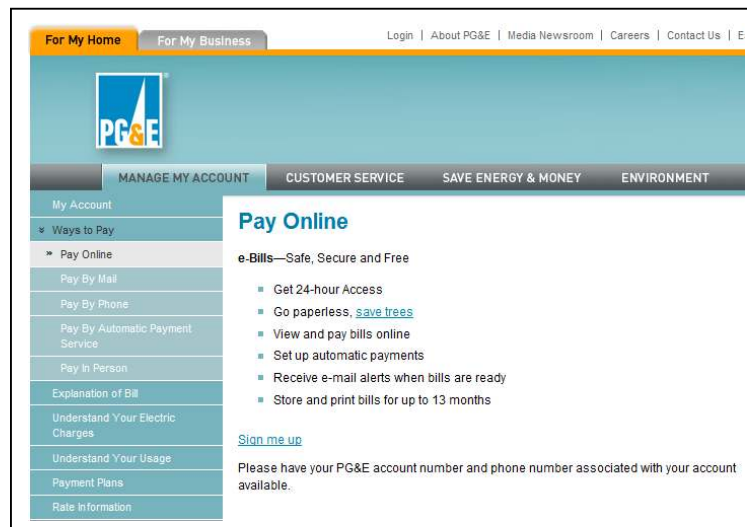 For My Home
For My Business
Login | About PG&E | Media Newsroom | Careers | Contact Us | E
PG&E
MANAGE MY ACCOUNT
CUSTOMER SERVICE
SAVE ENERGY & MONEY
ENVIRONMENT
My Account
Ways to Pay
Pay Online
Pay By Mail
Pay By Phone
Pay By Automatic Payment
Service
Pay In Person
Explanation of Bill
Understand Your Electric
Charges
Understand Your Usage
Payment Plans
Rate Information
Pay Online
e-Bills—Safe, Secure and Free
Get 24-hour Access
Go paperless, save trees
View and pay bills online
Set up automatic payments
Receive e-mail alerts when bills are ready
Store and print bills for up to 13 months
Sign me up
Please have your PG&E account number and phone number associated with your account
available.